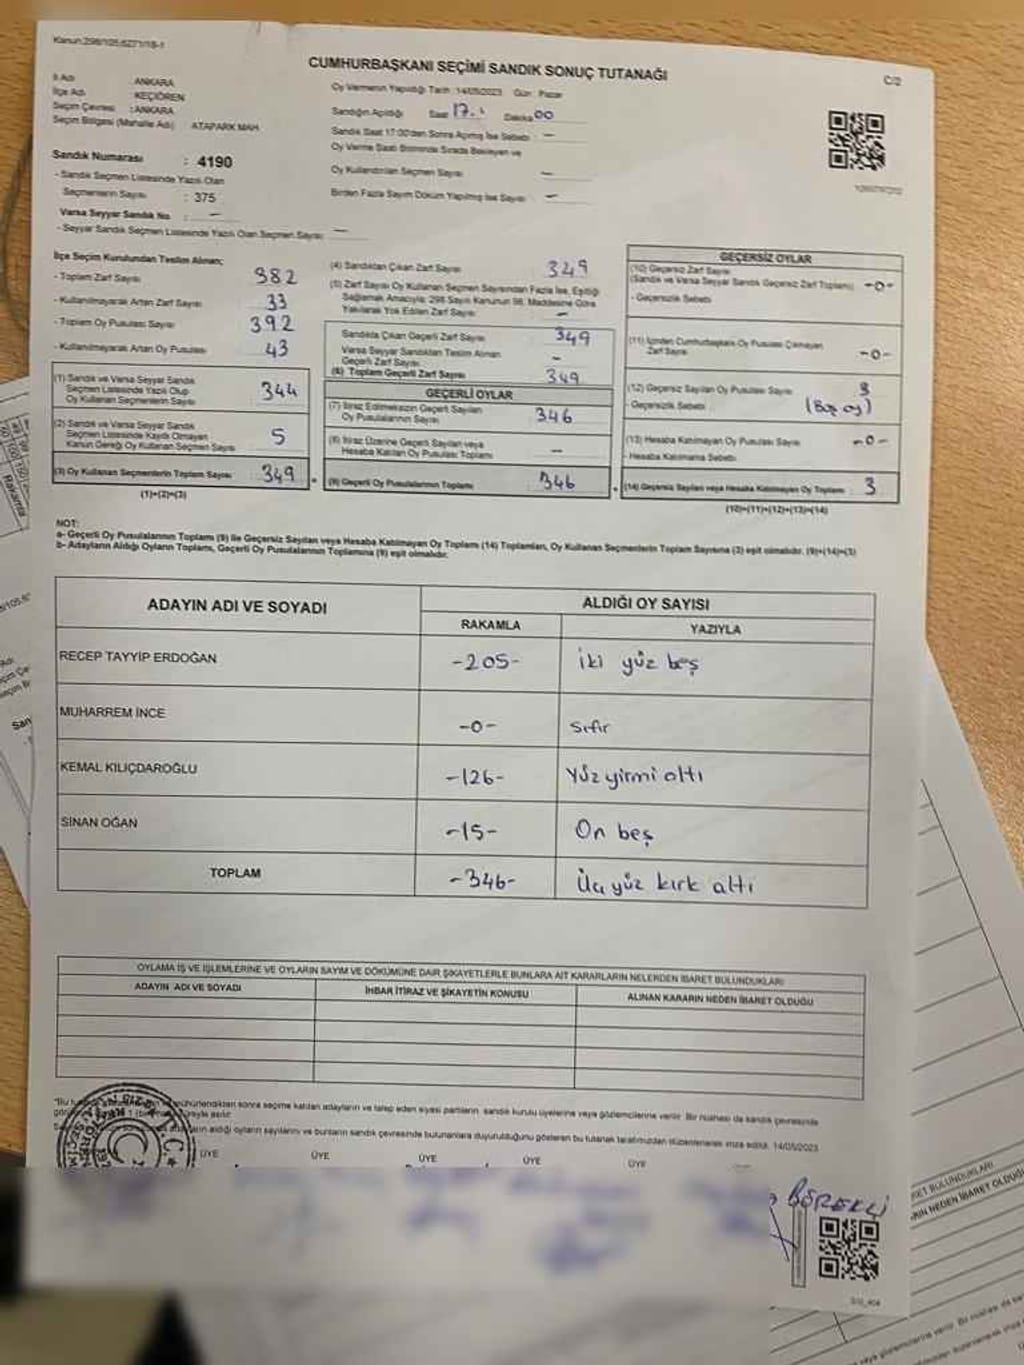 Kanun:298/105,6271/18-1
CUMHURBAŞKANI SEÇİMİ SANDIK SONUÇ TUTANAĞI
C/2
İl Adı : ANKARA
İlçe Adı : KEÇİÖREN
Seçim Çevresi : ANKARA
Seçim Bölgesi (Mahalle Adı) : ATAPARK MAH
Oy Vermenin Yapıldığı Tarih : 14/05/2023 Gün : Pazar
Sandığın Açıldığı Saat 17. Dakika 00
Sandık Saat 17:00'den Sonra Açılmış İse Sebebi : -
Oy Verme Saati Bitiminde Sırada Bekleyen ve
Oy Kullandırılan Seçmen Sayısı -
Birden Fazla Sayım Döküm Yapılmış İse Sayısı : -
Sandık Numarası : 4190
- Sandık Seçmen Listesinde Yazılı Olan
Seçmenlerin Sayısı : 375
Varsa Seyyar Sandık No : -
- Seyyar Sandık Seçmen Listesinde Yazılı Olan Seçmen Sayısı: -
İlçe Seçim Kurulundan Teslim Alınan;
- Toplam Zarf Sayısı 382
- Kullanılmayarak Artan Zarf Sayısı 33
- Toplam Oy Pusulası Sayısı 392
- Kullanılmayarak Artan Oy Pusulası 43
(1) Sandık ve Varsa Seyyar Sandık
Seçmen Listesinde Yazılı Olup
Oy Kullanan Seçmenlerin Sayısı 344
(2) Sandık ve Varsa Seyyar Sandık
Seçmen Listesinde Kayıtlı Olmayan
Kanun Gereği Oy Kullanan Seçmen Sayısı 5
(3) Oy Kullanan Seçmenlerin Toplam Sayısı 349
(1)+(2)=(3)
(4) Sandıktan Çıkan Zarf Sayısı 349
(5) Zarf Sayısı Oy Kullanan Seçmen Sayısından Fazla İse, Eşitliği
Sağlamak Amacıyla; 298 Sayılı Kanunun 98. Maddesine Göre
Yakılarak Yok Edilen Zarf Sayısı -
Sandıkta Çıkan Geçerli Zarf Sayısı 349
Varsa Seyyar Sandıktan Teslim Alınan
Geçerli Zarf Sayısı -
(6) Toplam Geçerli Zarf Sayısı 349
GEÇERLİ OYLAR
(7) İtiraz Edilmeksizin Geçerli Sayılan
Oy Pusulalarının Sayısı 346
(8) İtiraz Üzerine Geçerli Sayılan veya
Hesaba Katılan Oy Pusulaları Toplamı -
(9) Geçerli Oy Pusulalarının Toplamı 346
GEÇERSİZ OYLAR
(10) Geçersiz Zarf Sayısı
(Sandık ve Varsa Seyyar Sandık Geçersiz Zarf Toplamı) -0-
- Geçersizlik Sebebi:
(11) İçinden Cumhurbaşkanı Oy Pusulası Çıkmayan
Zarf Sayısı -0-
(12) Geçersiz Sayılan Oy Pusulası Sayısı 3
- Geçersizlik Sebebi: (Boş oy)
(13) Hesaba Katılmayan Oy Pusulası Sayısı -0-
- Hesaba Katılmama Sebebi:
(14) Geçersiz Sayılan veya Hesaba Katılmayan Oy Toplamı 3
(10)+(11)+(12)+(13)=(14)
NOT:
a- Geçerli Oy Pusulalarının Toplamı (9) ile Geçersiz Sayılan veya Hesaba Katılmayan Oy Toplamı (14) Toplamları, Oy Kullanan Seçmenlerin Toplam Sayısına (3) eşit olmalıdır. (9)+(14)=(3)
b- Adayların Aldığı Oyların Toplamı, Geçerli Oy Pusulalarının Toplamına (9) eşit olmalıdır.
ADAYIN ADI VE SOYADI
ALDIĞI OY SAYISI
RAKAMLA YAZIYLA
RECEP TAYYİP ERDOĞAN -205- iki yüz beş
MUHARREM İNCE -0- Sıfır
KEMAL KILIÇDAROĞLU -126- Yüz yirmi altı
SİNAN OĞAN -15- On beş
TOPLAM -346- Üç yüz kırk altı
OYLAMA İŞ VE İŞLEMLERİNE VE OYLARIN SAYIM VE DÖKÜMÜNE DAİR ŞİKAYETLERLE BUNLARA AİT KARARLARIN NELERDEN İBARET BULUNDUKLARI
ADAYIN ADI VE SOYADI
İHBAR İTİRAZ VE ŞİKAYETİN KONUSU
ALINAN KARARIN NEDEN İBARET OLDUĞU
mühürlendikten sonra seçime katılan adayların ve talep eden siyasi partilerin, sandık kurulu üyelerine veya gözlemcilerine verilir. Bir nüshası da sandık çevresinde
aldığı oyların sayılarını ve bunların sandık çevresinde bulunanlara duyurulduğunu gösteren bu tutanak tarafımızdan düzenlenerek imza edildi. 14/05/2023
ÜYE ÜYE ÜYE ÜYE ÜYE
BÖREKLİ